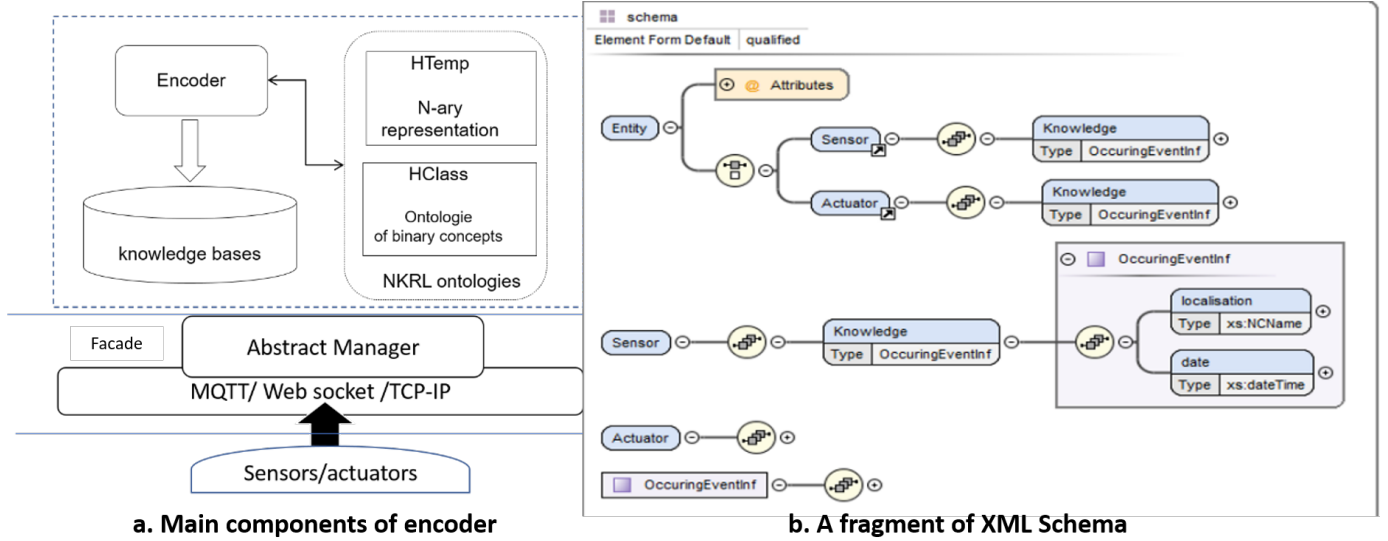 Encoder
knowledge bases
HTemp
N-ary
representation
HClass
Ontologie
of binary concepts
NKRL ontologies
Facade
Abstract Manager
MQTT/ Web socket /TCP-IP
Sensors/actuators
a. Main components of encoder
schema
Element Form Default qualified
@ Attributes
Entity
Sensor
Knowledge
Type OccuringEventInf
Actuator
Knowledge
Type OccuringEventInf
OccuringEventInf
localisation
Type xs:NCName
Sensor
Knowledge
Type OccuringEventInf
date
Type xs:dateTime
Actuator
OccuringEventInf
b. A fragment of XML Schema